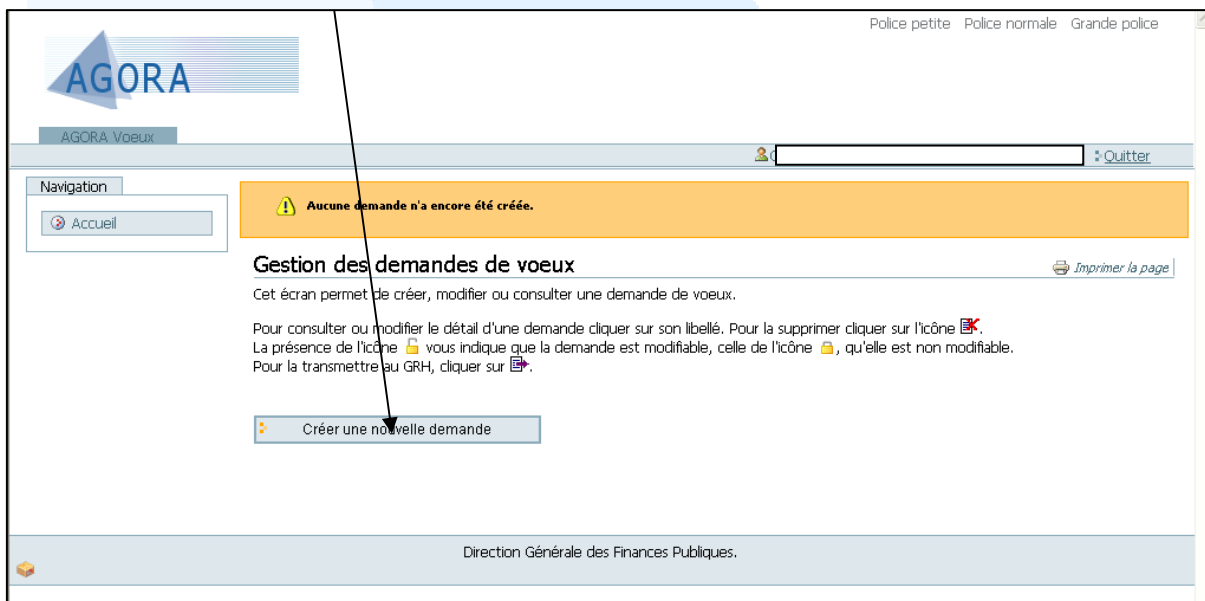 Police petite Police normale Grande police
AGORA
AGORA Voeux
Quitter
Navigation
Accueil
Aucune demande n'a encore été créée.
Gestion des demandes de voeux
Imprimer la page
Cet écran permet de créer, modifier ou consulter une demande de voeux.
Pour consulter ou modifier le détail d'une demande cliquer sur son libellé. Pour la supprimer cliquer sur l'icône .
La présence de l'icône vous indique que la demande est modifiable, celle de l'icône , qu'elle est non modifiable.
Pour la transmettre au GRH, cliquer sur .
Créer une nouvelle demande
Direction Générale des Finances Publiques.